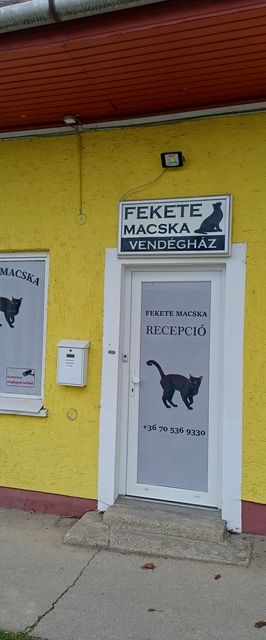 FEKETE
MACSKA
VENDÉGHÁZ
MACSKA
FEKETE MACSKA
RECEPCIÓ
+36 70 536 9330